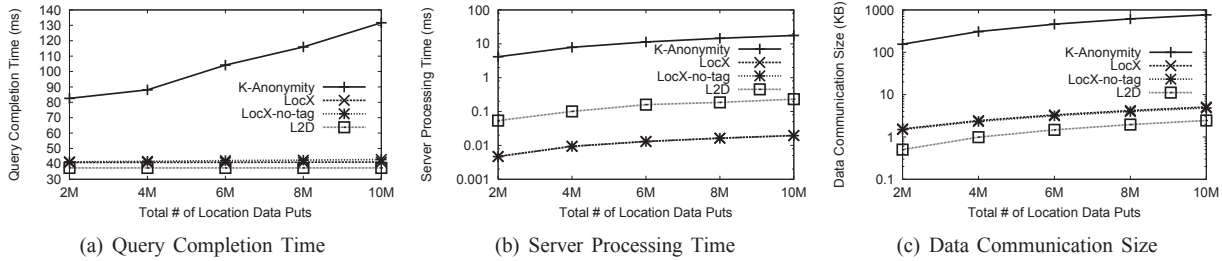 Query Completion Time (ms)
140
130
120
110
100
90
80
70
60
50
40
30
K-Anonymity
LocX
LocX-no-tag
L2D
2M 4M 6M 8M 10M
Total # of Location Data Puts
(a) Query Completion Time
Server Processing Time (ms)
100
10
1
0.1
0.01
0.001
K-Anonymity
LocX
LocX-no-tag
L2D
2M 4M 6M 8M 10M
Total # of Location Data Puts
(b) Server Processing Time
Data Communication Size (KB)
1000
100
10
1
0.1
K-Anonymity
LocX
LocX-no-tag
L2D
2M 4M 6M 8M 10M
Total # of Location Data Puts
(c) Data Communication Size